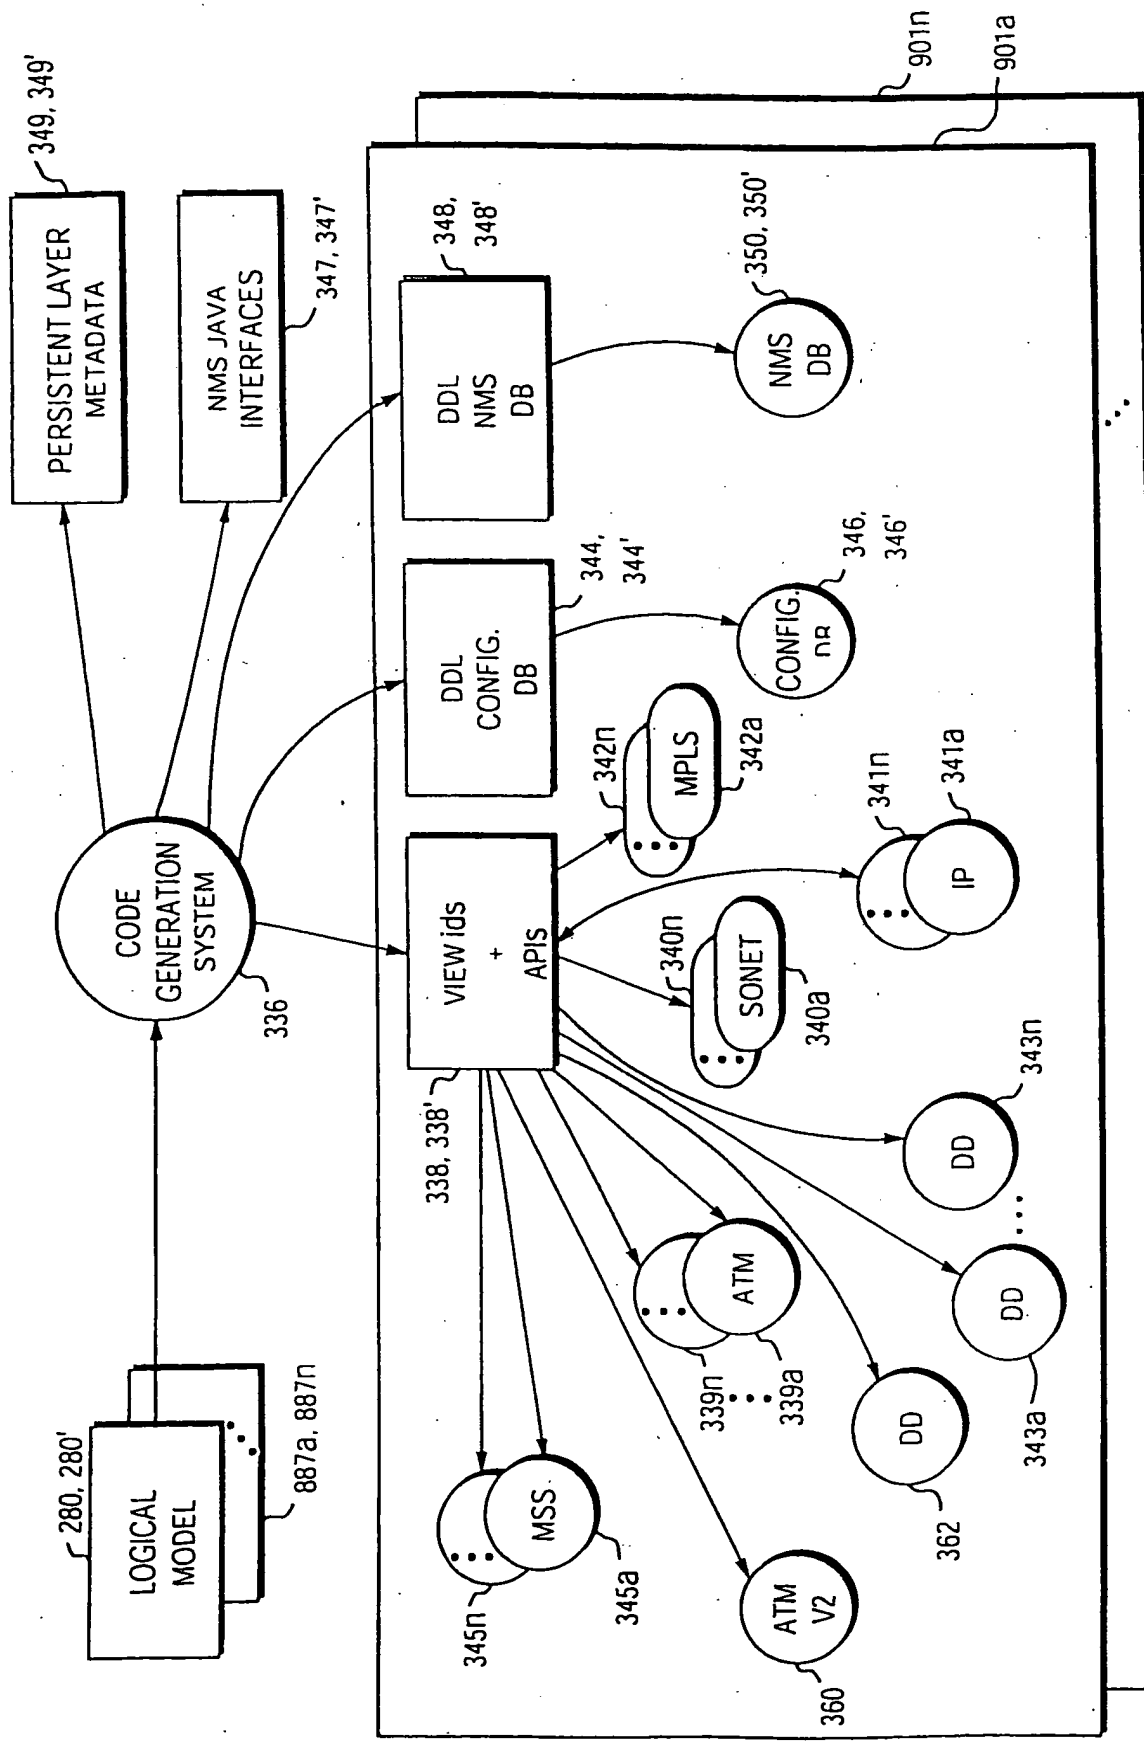 280, 280'
LOGICAL
MODEL
887a, 887n
CODE
GENERATION
SYSTEM
336
PERSISTENT LAYER
METADATA
349, 349'
NMS JAVA
INTERFACES
347, 347'
338, 338'
VIEW ids
+
APIs
DDL
CONFIG.
DB
344,
344'
DDL
NMS
DB
348,
348'
901n
901a
345n
MSS
345a
ATM
V2
360
339n
ATM
339a
DD
362
DD
343a
DD
343n
340n
SONET
340a
342n
MPLS
342a
341n
IP
341a
CONFIG.
DB
346,
346'
NMS
DB
350, 350'